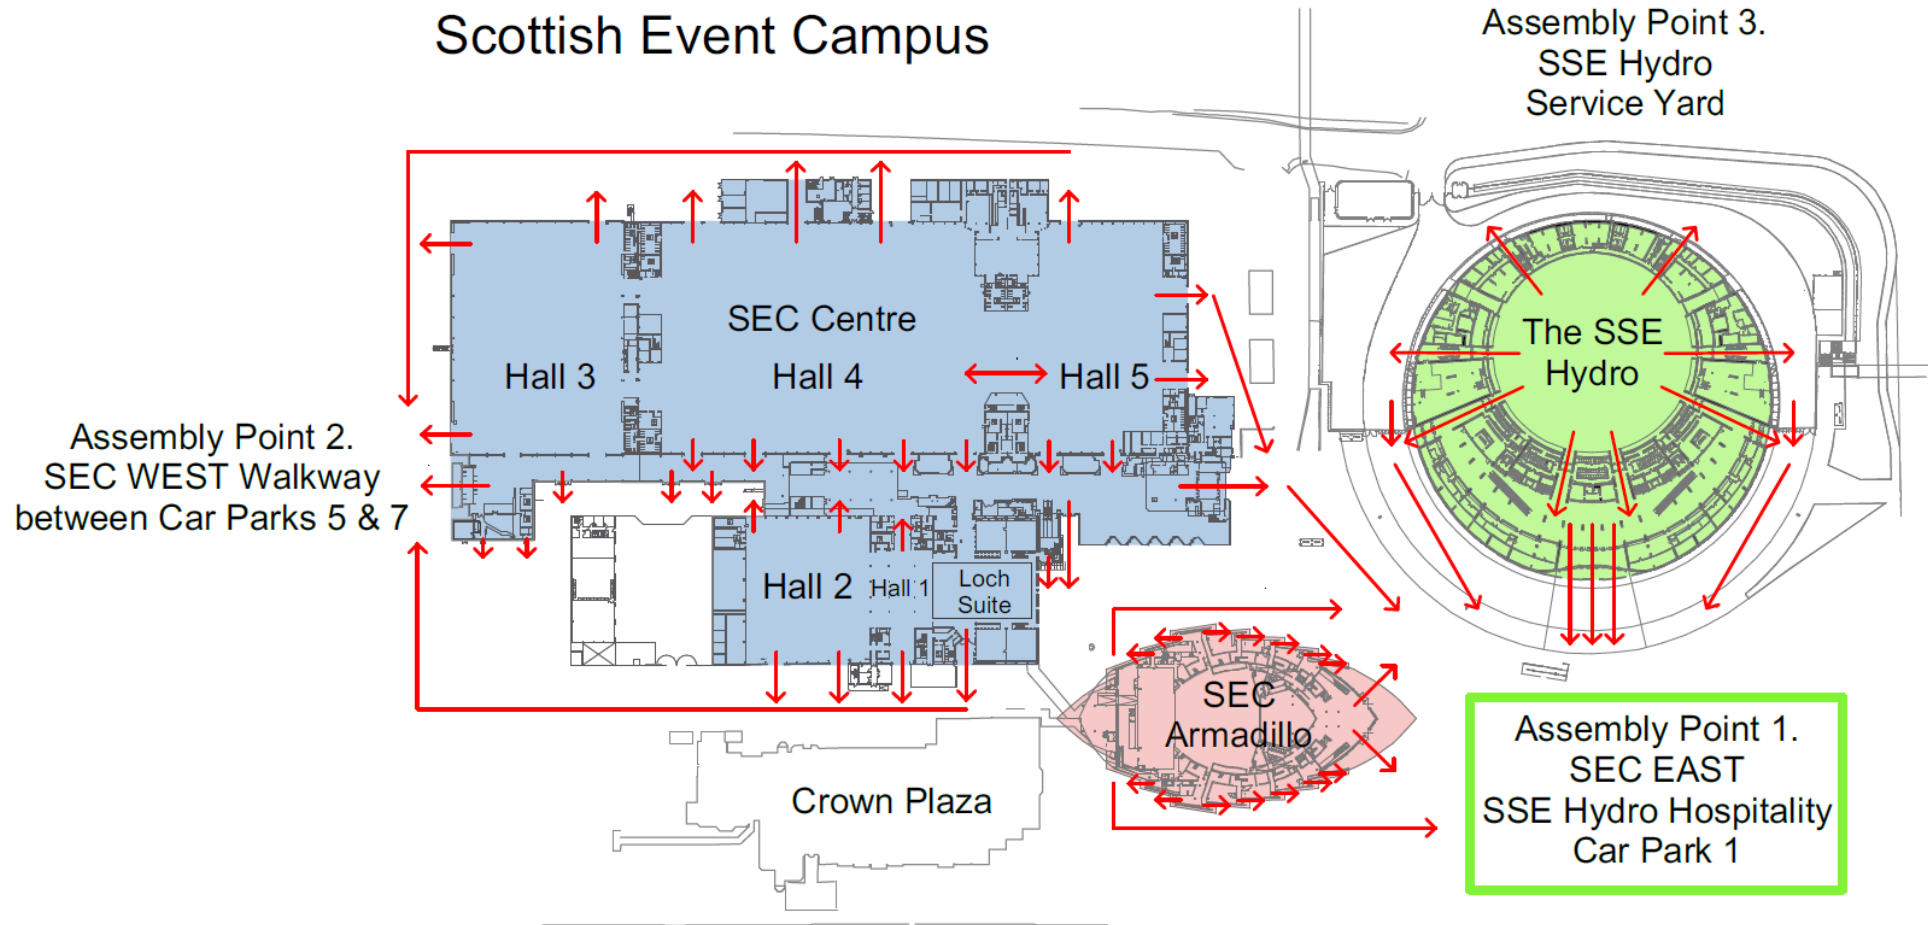 Scottish Event Campus
Assembly Point 3.
SSE Hydro
Service Yard
SEC Centre
Hall 3
Hall 4
Hall 5
The SSE
Hydro
Assembly Point 2.
SEC WEST Walkway
between Car Parks 5 & 7
Hall 2
Hall 1
Loch
Suite
SEC
Armadillo
Crown Plaza
Assembly Point 1.
SEC EAST
SSE Hydro Hospitality
Car Park 1